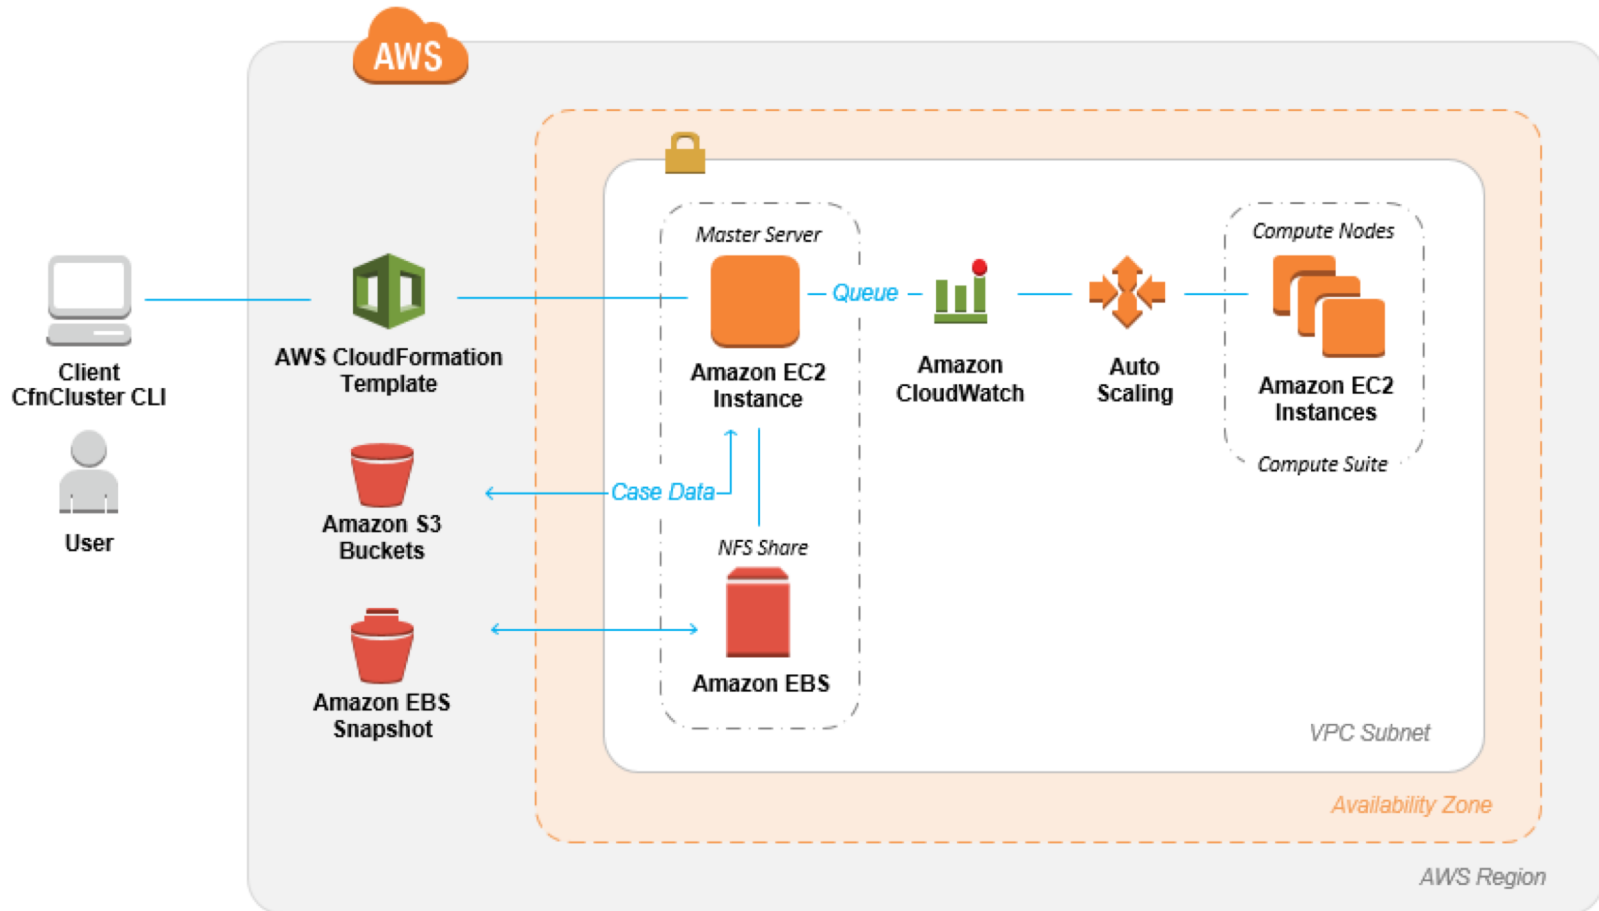 AWS
Master Server
Compute Nodes
Queue
Client
CfnCluster CLI
AWS CloudFormation
Template
Amazon EC2
Instance
Amazon
CloudWatch
Auto
Scaling
Amazon EC2
Instances
Compute Suite
User
Amazon S3
Buckets
Case Data
NFS Share
Amazon EBS
Amazon EBS
Snapshot
VPC Subnet
Availability Zone
AWS Region